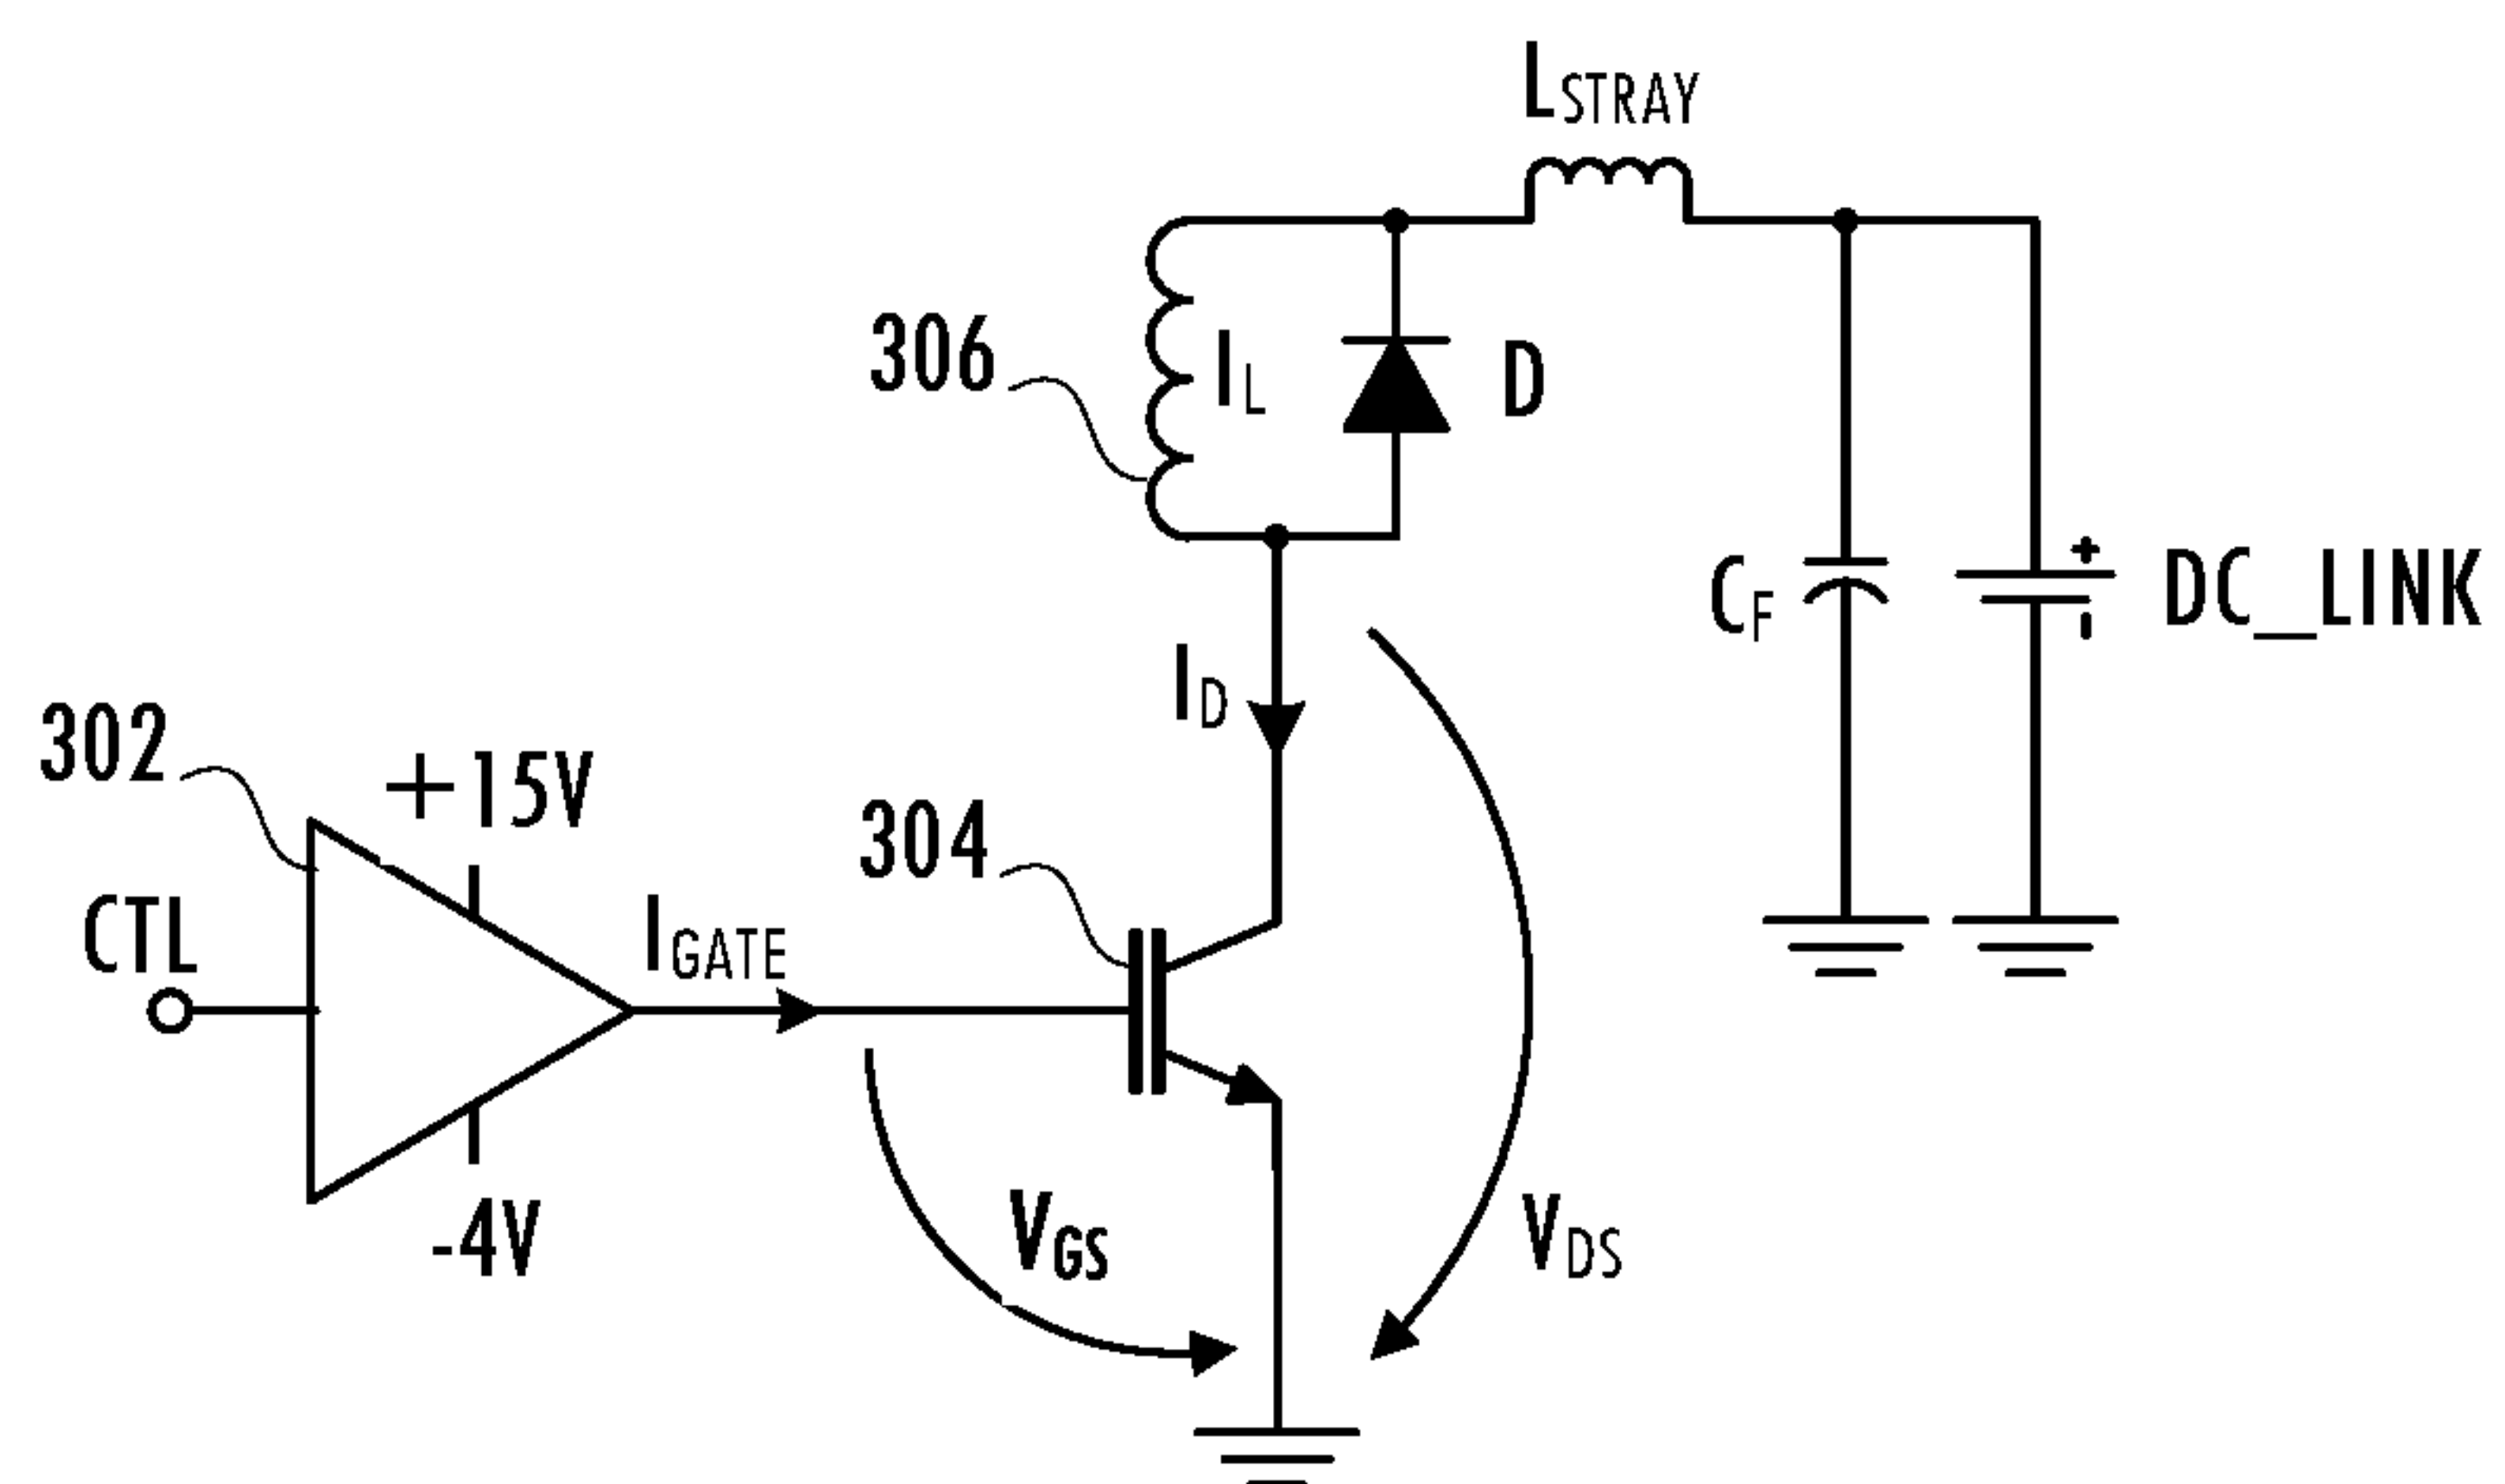 LSTRAY
306
IL
D
CF
+
-
DC_LINK
ID
302
+15V
304
CTL
IGATE
-4V
VGS
VDS